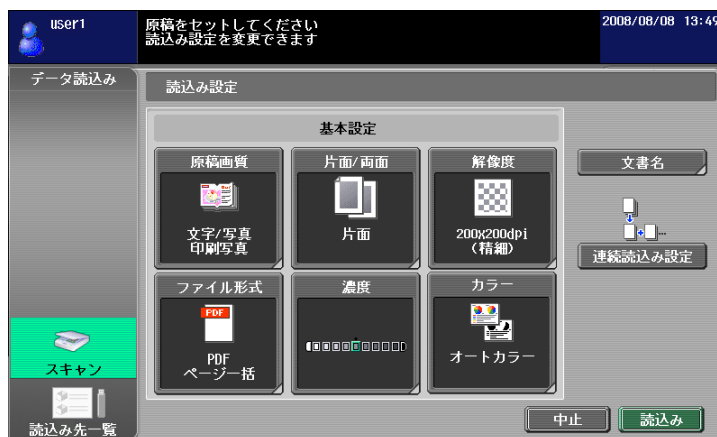 user1
原稿をセットしてください
読込み設定を変更できます
2008/08/08 13:49
データ読込み
読込み設定
基本設定
原稿画質
片面/両面
解像度
文書名
文字/写真
印刷写真
片面
200x200dpi
(精細)
連続読込み設定
ファイル形式
濃度
カラー
PDF
PDF
ページ一括
オートカラー
スキャン
読込み先一覧
中止
読込み